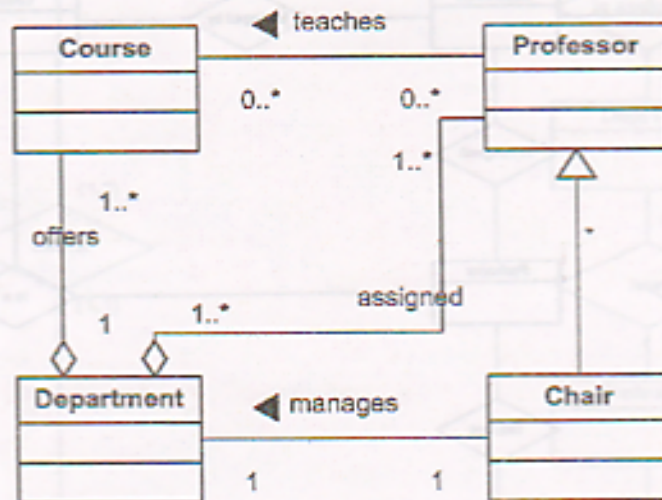 teaches
Course
Professor
0..*
0..*
1..*
1..*
offers
*
assigned
1..*
1
Department
manages
Chair
1
1